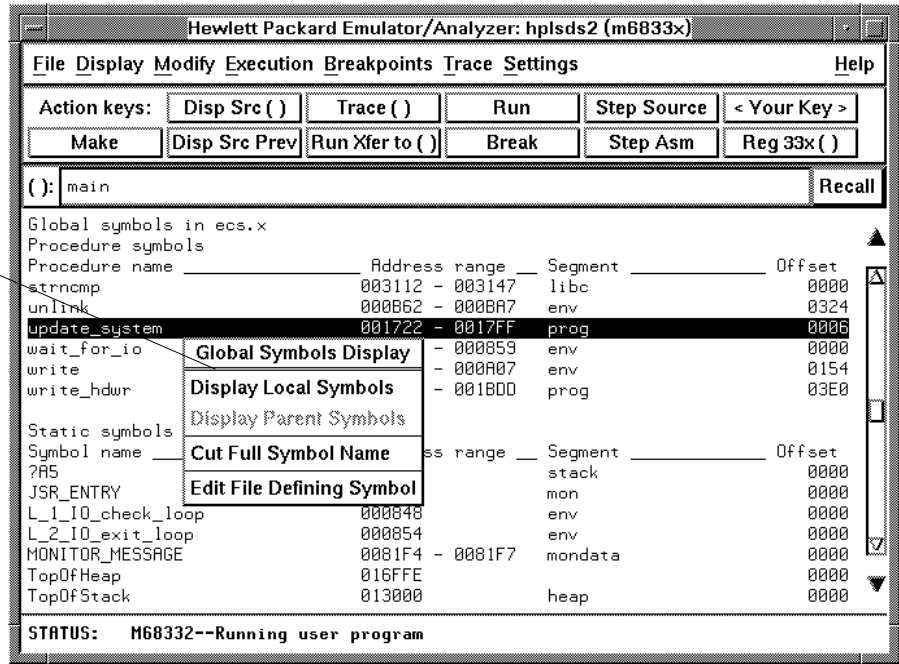 Hewlett Packard Emulator/Analyzer: hplsds2 (m6833x)
File Display Modify Execution Breakpoints Trace Settings Help
Action keys: Disp Src ( ) Trace ( ) Run Step Source < Your Key >
Make Disp Src Prev Run Xfer to ( ) Break Step Asm Reg 33x ( )
( ): main Recall
Global symbols in ecs.x
Procedure symbols
Procedure name ________________ Address range __ Segment ______________ Offset
strncmp 003112 - 003147 libc 0000
unlink 000B62 - 000BA7 env 0324
update_system 001722 - 0017FF prog 0006
wait_for_io - 000859 env 0000
write - 000A07 env 0154
write_hdwr - 001BDD prog 03E0
Global Symbols Display
Display Local Symbols
Display Parent Symbols
Cut Full Symbol Name
Edit File Defining Symbol
Static symbols
Symbol name __ ss range __ Segment ______________ Offset
?A5 stack 0000
JSR_ENTRY mon 0000
L_1_IO_check_loop 000848 env 0000
L_2_IO_exit_loop 000854 env 0000
MONITOR_MESSAGE 0081F4 - 0081F7 mondata 0000
TopOfHeap 016FFE 0000
TopOfStack 013000 heap 0000
STATUS: M68332--Running user program